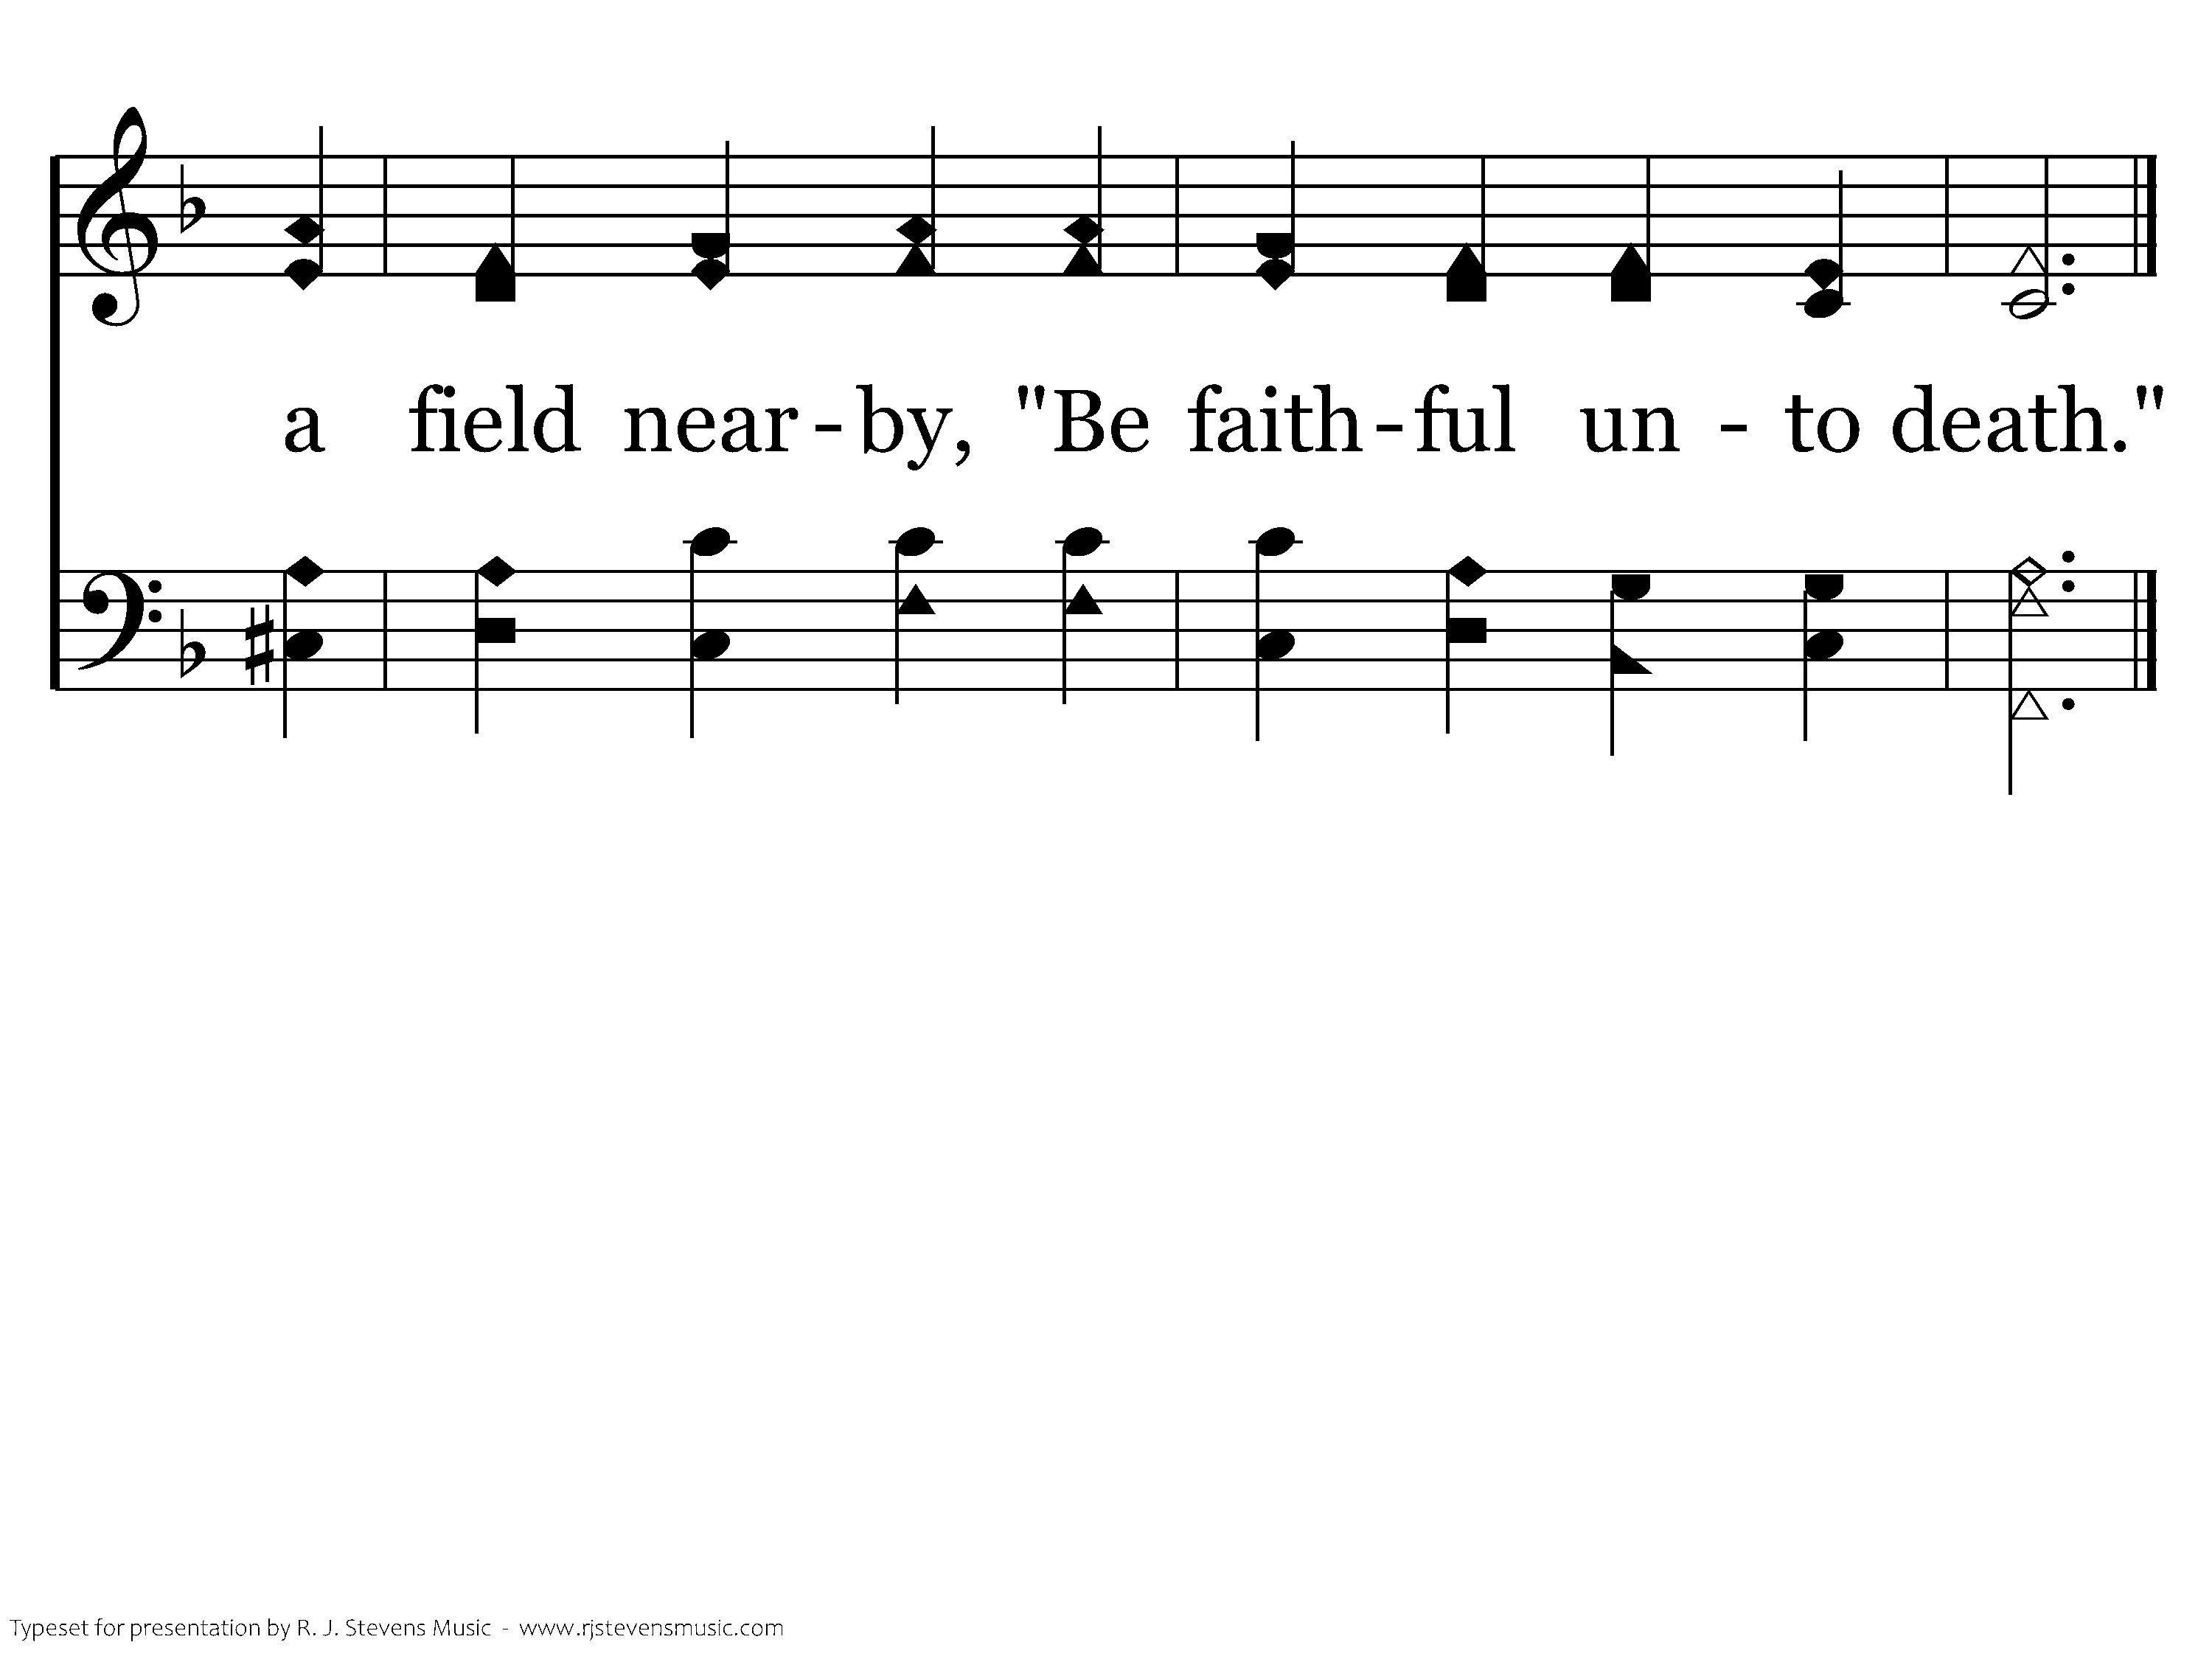 a field near-by, "Be faith-ful un - to death."
Typeset for presentation by R. J. Stevens Music - www.rjstevensmusic.com